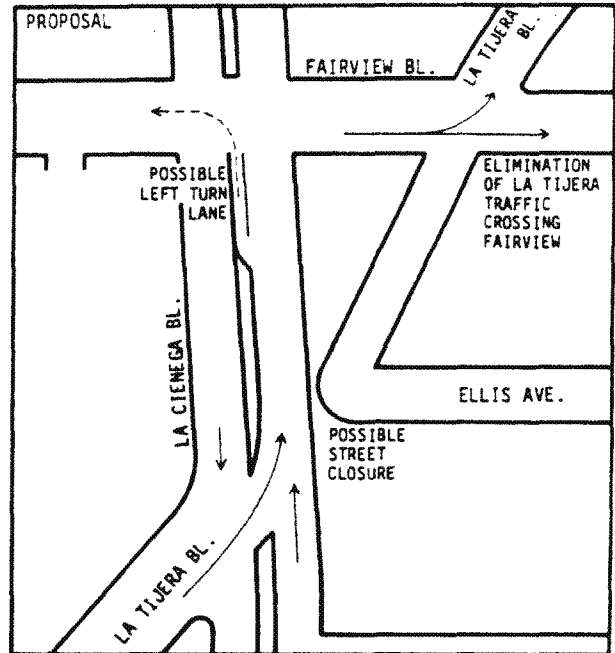 PROPOSAL
LA TIJERA
BL.
FAIRVIEW BL.
POSSIBLE
LEFT TURN
LANE
ELIMINATION
OF LA TIJERA
TRAFFIC
CROSSING
FAIRVIEW
LA CIENEGA BL.
ELLIS AVE.
POSSIBLE
STREET
CLOSURE
LA TIJERA BL.